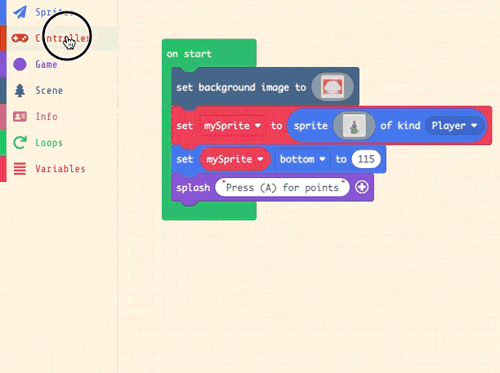 Sprites
Controller
Game
Scene
Info
Loops
Variables
on start
set background image to
set mySprite to sprite of kind Player
set mySprite bottom to 115
splash "Press (A) for points"